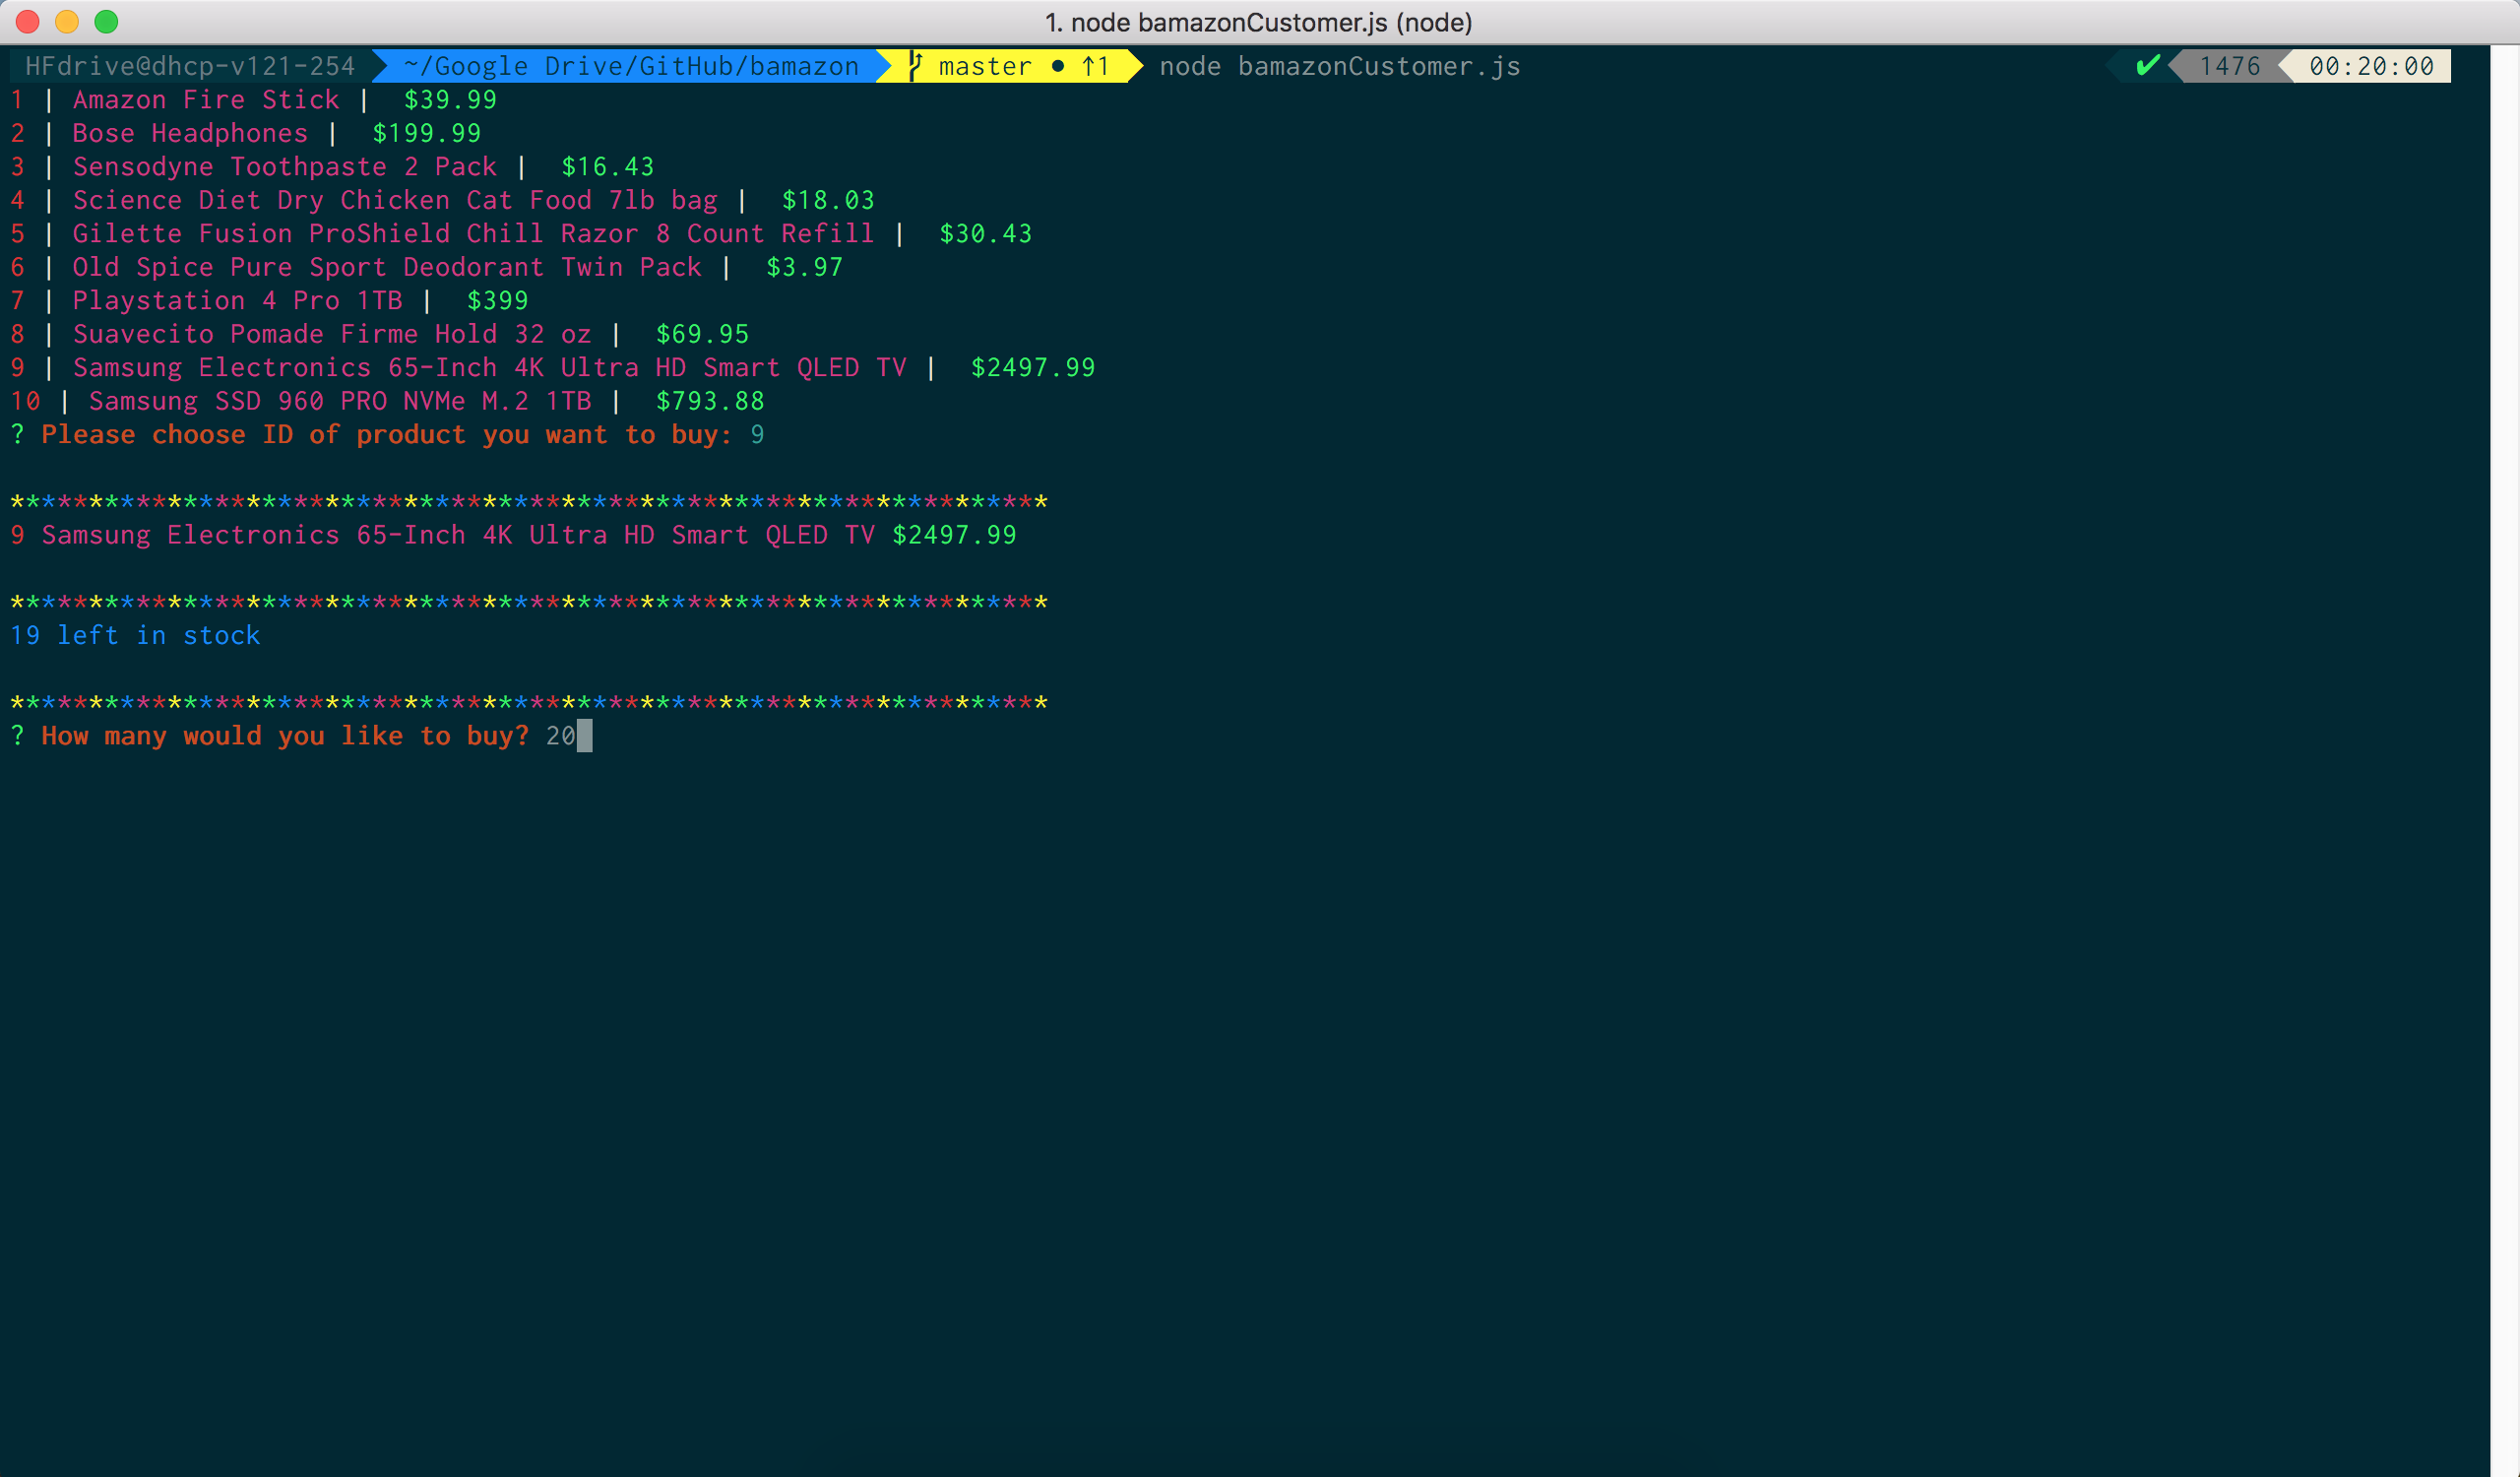 1. node bamazonCustomer.js (node)
HFdrive@dhcp-v121-254 ~/Google Drive/GitHub/bamazon master ● ↑1 node bamazonCustomer.js ✔ 1476 00:20:00
1 | Amazon Fire Stick | $39.99
2 | Bose Headphones | $199.99
3 | Sensodyne Toothpaste 2 Pack | $16.43
4 | Science Diet Dry Chicken Cat Food 7lb bag | $18.03
5 | Gilette Fusion ProShield Chill Razor 8 Count Refill | $30.43
6 | Old Spice Pure Sport Deodorant Twin Pack | $3.97
7 | Playstation 4 Pro 1TB | $399
8 | Suavecito Pomade Firme Hold 32 oz | $69.95
9 | Samsung Electronics 65-Inch 4K Ultra HD Smart QLED TV | $2497.99
10 | Samsung SSD 960 PRO NVMe M.2 1TB | $793.88
? Please choose ID of product you want to buy: 9
******************************************************************
9 Samsung Electronics 65-Inch 4K Ultra HD Smart QLED TV $2497.99
******************************************************************
19 left in stock
******************************************************************
? How many would you like to buy? 20